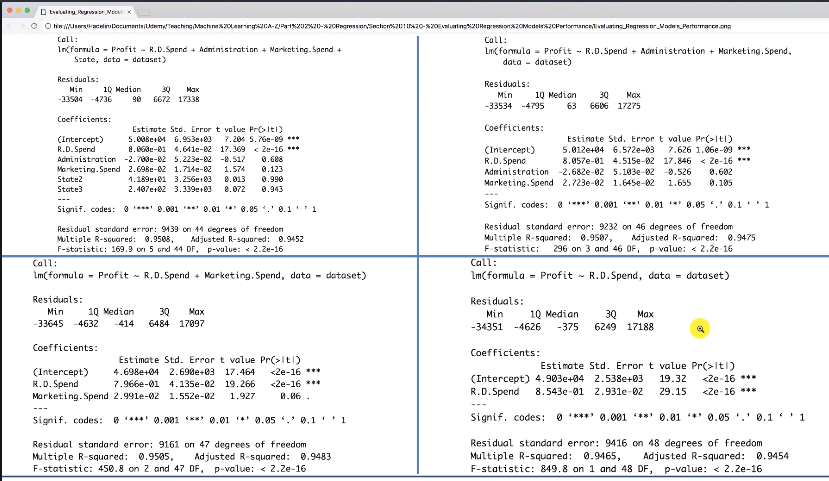 Evaluating_Regression_Models_
file:///Users/Hadelin/Documents/Udemy/Teaching/Machine%20Learning%20A-Z/Part%202%20-%20Regression/Section%2010%20-%20Evaluating%20Regression%20Models%20Performance/Evaluating_Regression_Models_Performance.png
Call:
lm(formula = Profit ~ R.D.Spend + Administration + Marketing.Spend +
State, data = dataset)
Residuals:
Min 1Q Median 3Q Max
-33504 -4736 90 6672 17338
Coefficients:
Estimate Std. Error t value Pr(>|t|)
(Intercept) 5.008e+04 6.953e+03 7.204 5.76e-09 ***
R.D.Spend 8.060e-01 4.641e-02 17.369 < 2e-16 ***
Administration -2.700e-02 5.223e-02 -0.517 0.608
Marketing.Spend 2.698e-02 1.714e-02 1.574 0.123
State2 4.189e+01 3.256e+03 0.013 0.990
State3 2.407e+02 3.339e+03 0.072 0.943
---
Signif. codes: 0 ‘***’ 0.001 ‘**’ 0.01 ‘*’ 0.05 ‘.’ 0.1 ‘ ’ 1
Residual standard error: 9439 on 44 degrees of freedom
Multiple R-squared: 0.9508, Adjusted R-squared: 0.9452
F-statistic: 169.9 on 5 and 44 DF, p-value: < 2.2e-16
Call:
lm(formula = Profit ~ R.D.Spend + Administration + Marketing.Spend,
data = dataset)
Residuals:
Min 1Q Median 3Q Max
-33534 -4795 63 6606 17275
Coefficients:
Estimate Std. Error t value Pr(>|t|)
(Intercept) 5.012e+04 6.572e+03 7.626 1.06e-09 ***
R.D.Spend 8.057e-01 4.515e-02 17.846 < 2e-16 ***
Administration -2.682e-02 5.103e-02 -0.526 0.602
Marketing.Spend 2.723e-02 1.645e-02 1.655 0.105
---
Signif. codes: 0 ‘***’ 0.001 ‘**’ 0.01 ‘*’ 0.05 ‘.’ 0.1 ‘ ’ 1
Residual standard error: 9232 on 46 degrees of freedom
Multiple R-squared: 0.9507, Adjusted R-squared: 0.9475
F-statistic: 296 on 3 and 46 DF, p-value: < 2.2e-16
Call:
lm(formula = Profit ~ R.D.Spend + Marketing.Spend, data = dataset)
Residuals:
Min 1Q Median 3Q Max
-33645 -4632 -414 6484 17097
Coefficients:
Estimate Std. Error t value Pr(>|t|)
(Intercept) 4.698e+04 2.690e+03 17.464 <2e-16 ***
R.D.Spend 7.966e-01 4.135e-02 19.266 <2e-16 ***
Marketing.Spend 2.991e-02 1.552e-02 1.927 0.06 .
---
Signif. codes: 0 ‘***’ 0.001 ‘**’ 0.01 ‘*’ 0.05 ‘.’ 0.1 ‘ ’ 1
Residual standard error: 9161 on 47 degrees of freedom
Multiple R-squared: 0.9505, Adjusted R-squared: 0.9483
F-statistic: 450.8 on 2 and 47 DF, p-value: < 2.2e-16
Call:
lm(formula = Profit ~ R.D.Spend, data = dataset)
Residuals:
Min 1Q Median 3Q Max
-34351 -4626 -375 6249 17188
Coefficients:
Estimate Std. Error t value Pr(>|t|)
(Intercept) 4.903e+04 2.538e+03 19.32 <2e-16 ***
R.D.Spend 8.543e-01 2.931e-02 29.15 <2e-16 ***
---
Signif. codes: 0 ‘***’ 0.001 ‘**’ 0.01 ‘*’ 0.05 ‘.’ 0.1 ‘ ’ 1
Residual standard error: 9416 on 48 degrees of freedom
Multiple R-squared: 0.9465, Adjusted R-squared: 0.9454
F-statistic: 849.8 on 1 and 48 DF, p-value: < 2.2e-16